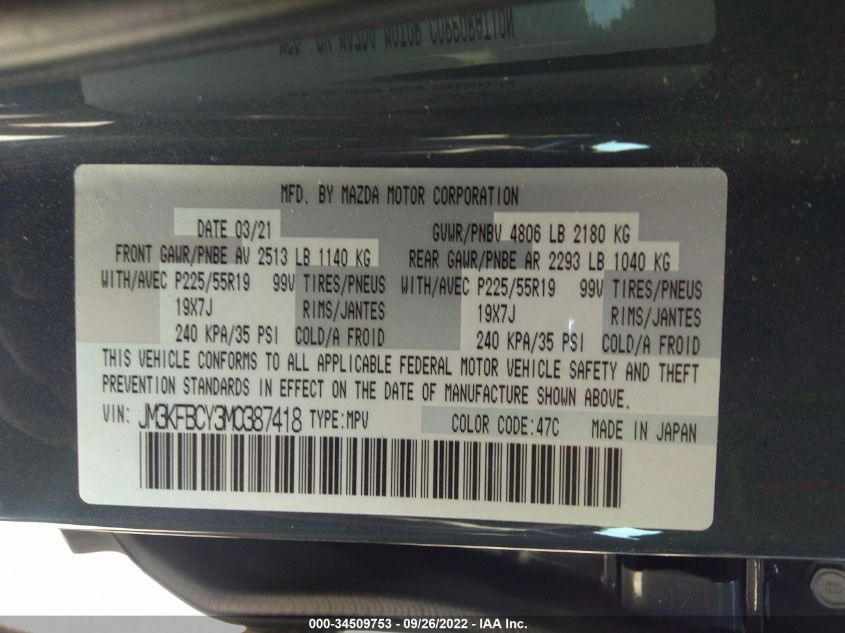 MFD. BY MAZDA MOTOR CORPORATION
DATE 03/21 GVWR/PNBV 4806 LB 2180 KG
FRONT GAWR/PNBE AV 2513 LB 1140 KG REAR GAWR/PNBE AR 2293 LB 1040 KG
WITH/AVEC P225/55R19 99V TIRES/PNEUS WITH/AVEC P225/55R19 99V TIRES/PNEUS
19X7J RIMS/JANTES 19X7J RIMS/JANTES
240 KPA/35 PSI COLD/A FROID 240 KPA/35 PSI COLD/A FROID
THIS VEHICLE CONFORMS TO ALL APPLICABLE FEDERAL MOTOR VEHICLE SAFETY AND THEFT
PREVENTION STANDARDS IN EFFECT ON THE DATE OF MANUFACTURE SHOWN ABOVE.
VIN: JM3KFBCY3M0387418 TYPE:MPV COLOR CODE:47C MADE IN JAPAN
000-34509753 - 09/26/2022 - IAA Inc.